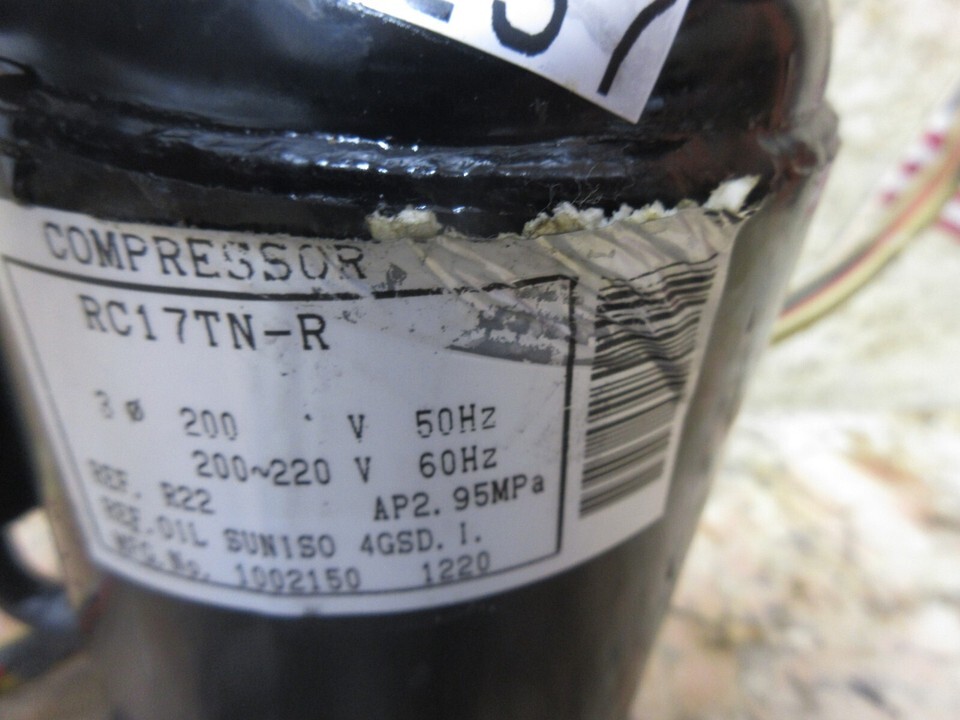 COMPRESSOR
RC17TN-R
3 ø 200 V 50Hz
200~220 V 60Hz
REF. R22 AP2.95MPa
REF.OIL SUNISO 4GSD.I.
MFG.No. 1002150 1220